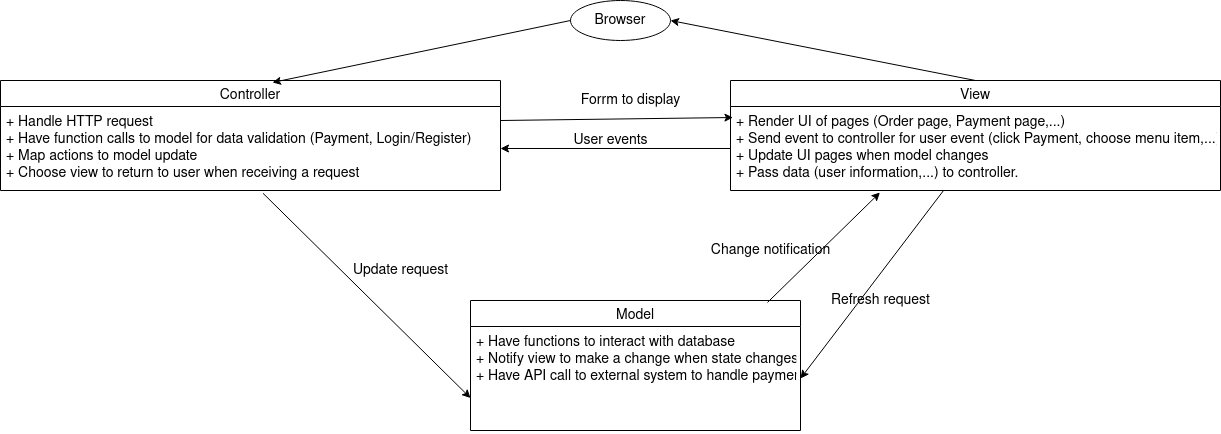 Browser
Controller
+ Handle HTTP request
+ Have function calls to model for data validation (Payment, Login/Register)
+ Map actions to model update
+ Choose view to return to user when receiving a request
Forrm to display
User events
View
+ Render UI of pages (Order page, Payment page,...)
+ Send event to controller for user event (click Payment, choose menu item,...
+ Update UI pages when model changes
+ Pass data (user information,...) to controller.
Change notification
Update request
Refresh request
Model
+ Have functions to interact with database
+ Notify view to make a change when state changes
+ Have API call to external system to handle